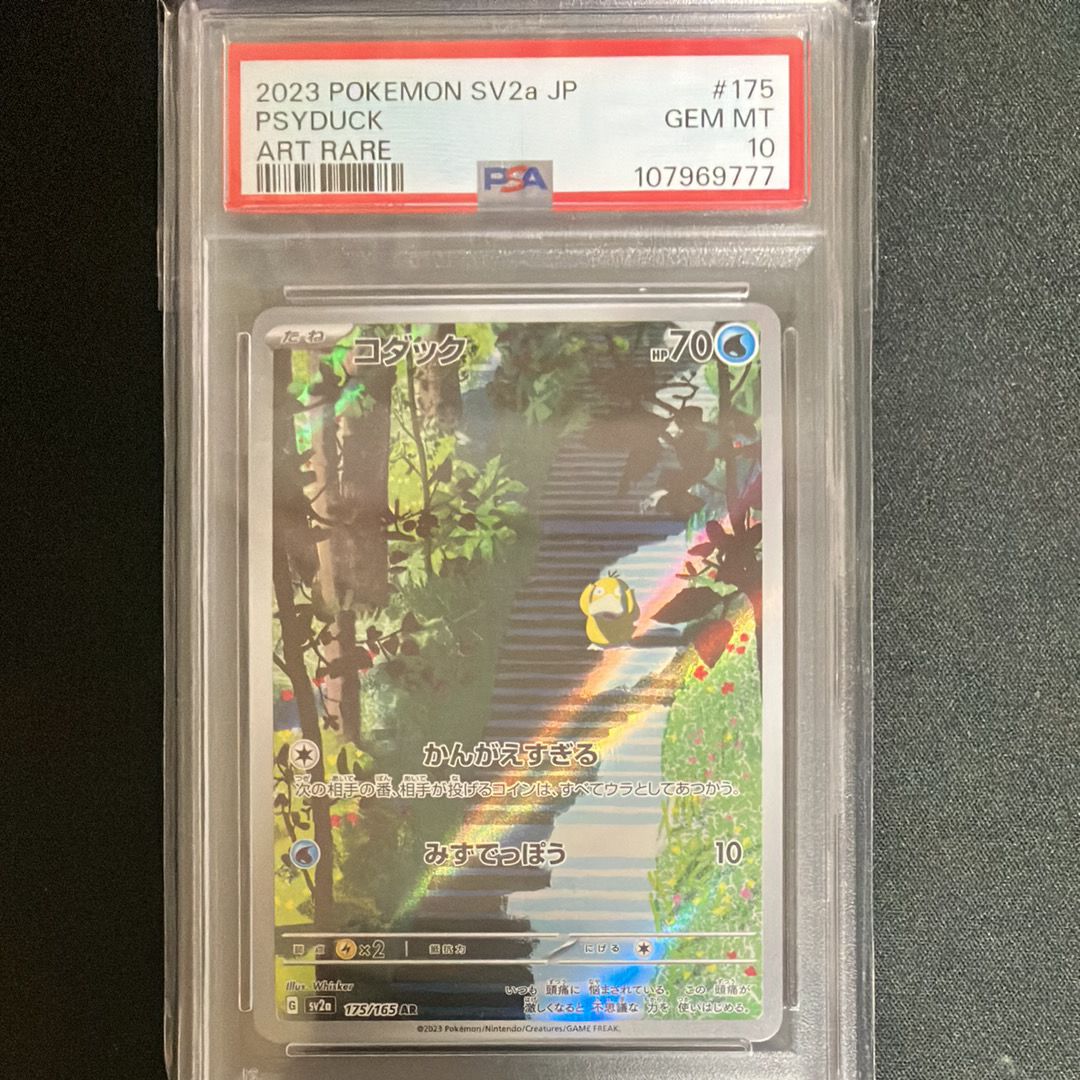 2023 POKEMON SV2a JP #175
PSYDUCK GEM MT
ART RARE 10
PSA 107969777
たね コダック HP70
かんがえすぎる
次の相手の番、相手が投げるコインは、すべてウラとしてあつかう。
みずでっぽう 10
弱点 ×2 抵抗力 にげる
Illus. Whisker
いつも 頭痛に 悩まされている。 この 頭痛が
G sv2a 175/165 AR
激しくなると 不思議な 力を 使いはじめる。
©2023 Pokémon/Nintendo/Creatures/GAME FREAK.